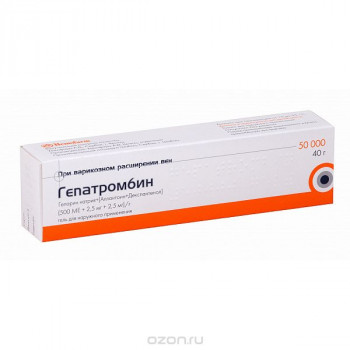 Hemofarm
При варикозном расширении вен
50 000
40 г
Гепатромбин
Гепарин натрия+[Аллантоин+Декспантенол]
(500 МЕ + 2,5 мг + 2,5 мг)/г
гель для наружного применения
ozon.ru